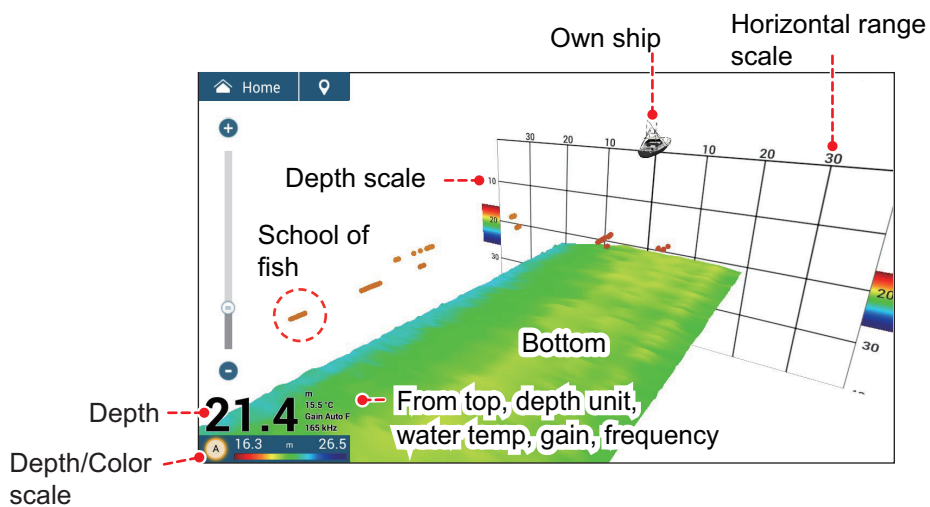 Own ship
Horizontal range
scale
Home
30 20 10 10 20 30
Depth scale
10
20
30
20
30
School of
fish
Bottom
Depth
21.4
m
15.5 °C
Gain Auto F
165 kHz
From top, depth unit,
water temp, gain, frequency
A 16.3 m 26.5
Depth/Color
scale